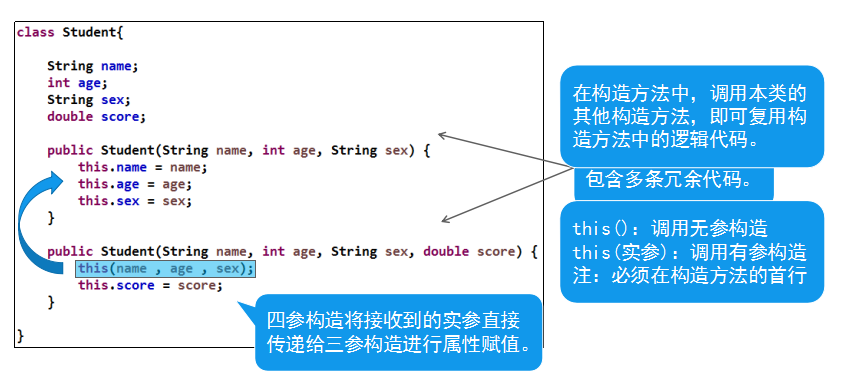 class Student{
String name;
int age;
String sex;
double score;
public Student(String name, int age, String sex) {
this.name = name;
this.age = age;
this.sex = sex;
}
public Student(String name, int age, String sex, double score) {
this(name , age , sex);
this.score = score;
}
}
在构造方法中，调用本类的
其他构造方法，即可复用构
造方法中的逻辑代码。
包含多条冗余代码。
this()：调用无参构造
this(实参)：调用有参构造
注：必须在构造方法的首行
四参构造将接收到的实参直接
传递给三参构造进行属性赋值。